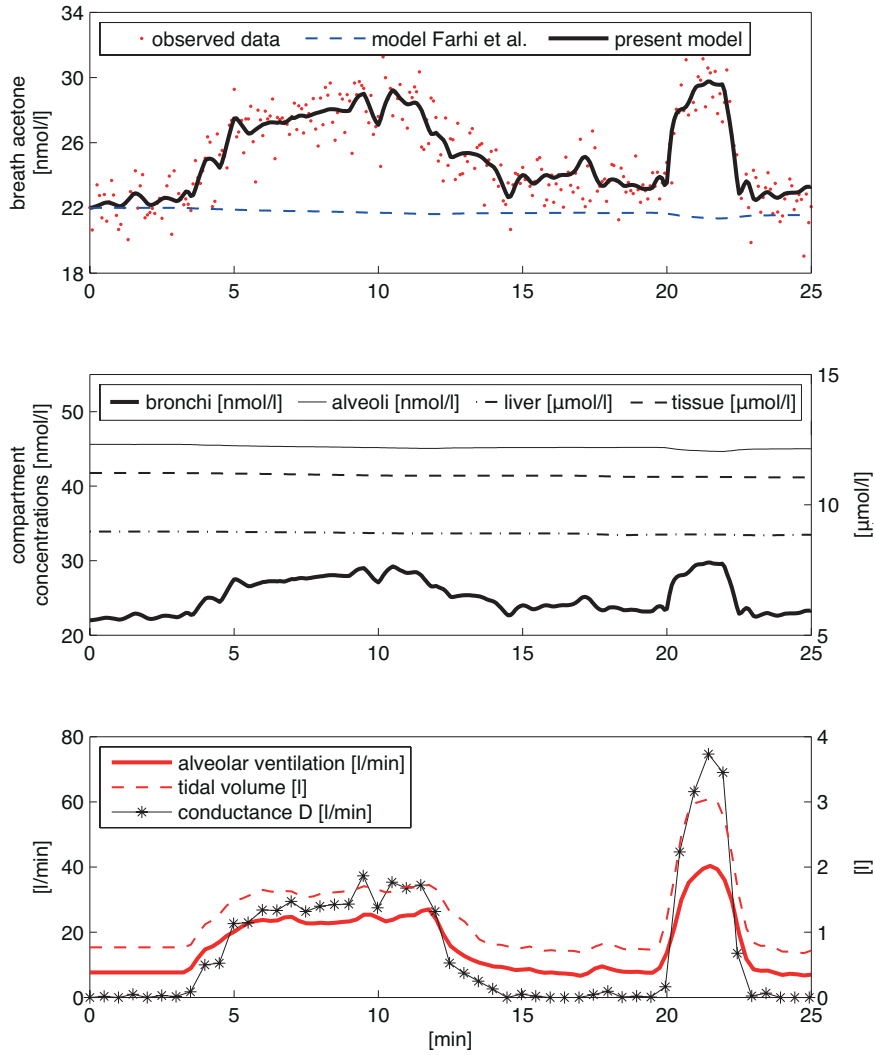 34
30
26
22
18
breath acetone
[nmol/l]
observed data
model Farhi et al.
present model
0
5
10
15
20
25
50
40
30
20
compartment
concentrations [nmol/l]
bronchi [nmol/l]
alveoli [nmol/l]
liver [µmol/l]
tissue [µmol/l]
15
10
5
[µmol/l]
0
5
10
15
20
25
80
60
40
20
0
[l/min]
alveolar ventilation [l/min]
tidal volume [l]
conductance D [l/min]
4
3
2
1
0
[l]
0
5
10
15
20
25
[min]